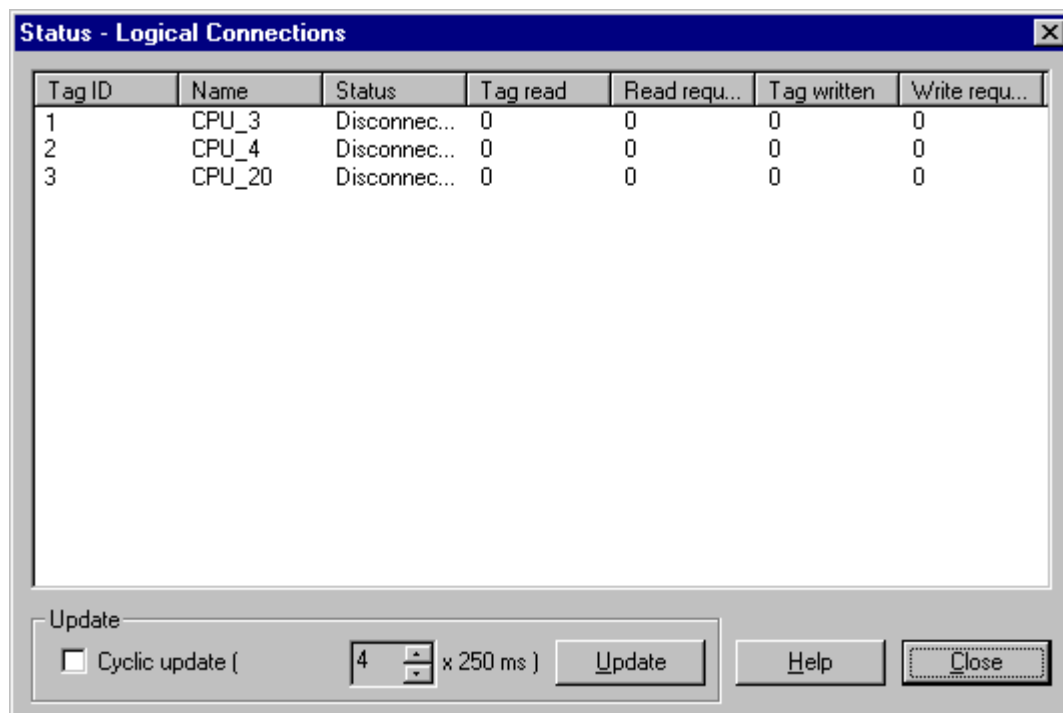 Status - Logical Connections
Tag ID Name Status Tag read Read requ... Tag written Write requ...
1 CPU_3 Disconnec... 0 0 0 0
2 CPU_4 Disconnec... 0 0 0 0
3 CPU_20 Disconnec... 0 0 0 0
Update
Cyclic update ( 4 x 250 ms ) Update Help Close